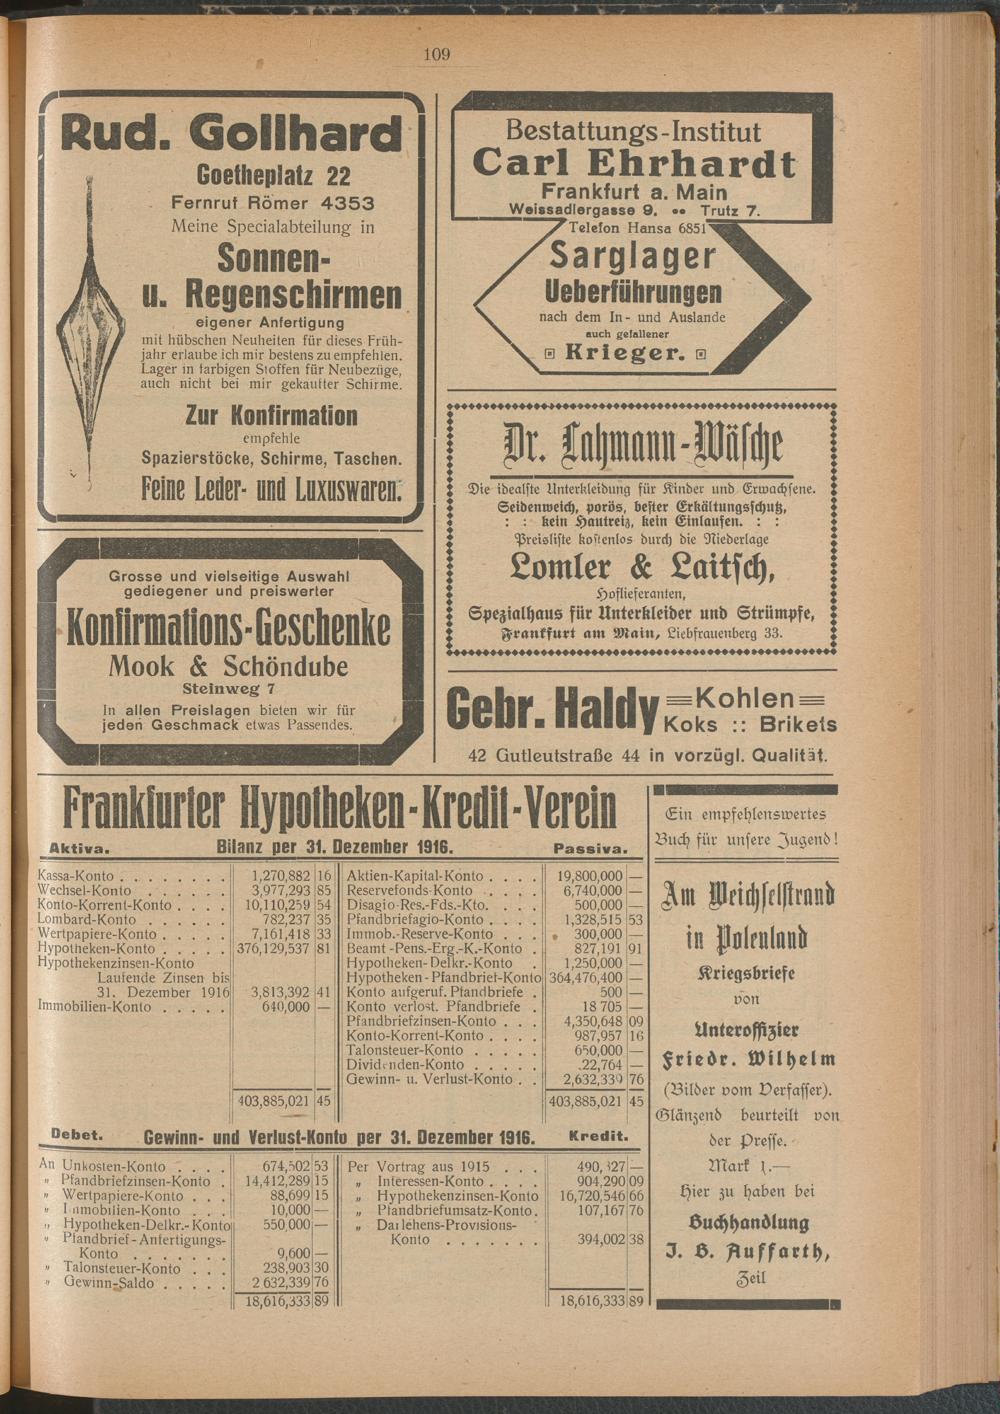 109
Rud. Gollhard
Goetheplatz 22
Fernruf Römer 4353
Meine Specialabteilung in
Sonnen-
u. Regenschirmen
eigener Anfertigung
mit hübschen Neuheiten für dieses Früh-
jahr erlaube ich mir bestens zu empfehlen.
Lager in farbigen Stoffen für Neubezüge,
auch nicht bei mir gekaufter Schirme.
Zur Konfirmation
empfehle
Spazierstöcke, Schirme, Taschen.
Feine Leder- und Luxuswaren.
Grosse und vielseitige Auswahl
gediegener und preiswerter
Konfirmations-Geschenke
Mook & Schöndube
Steinweg 7
In allen Preislagen bieten wir für
jeden Geschmack etwas Passendes.
Bestattungs-Institut
Carl Ehrhardt
Frankfurt a. Main
Weissadlergasse 9. •• Trutz 7.
Telefon Hansa 6851
Sarglager
Ueberführungen
nach dem In- und Auslande
auch gefallener
Krieger.
Dr. Lahmann-Wäsche
Die idealste Unterkleidung für Kinder und Erwachsene.
Seidenweich, porös, bester Erkältungsschutz,
: : kein Hautreiz, kein Einlaufen. : :
Preisliste kostenlos durch die Niederlage
Lomler & Laitsch,
Hoflieferanten,
Spezialhaus für Unterkleider und Strümpfe,
Frankfurt am Main, Liebfrauenberg 33.
Gebr. Haldy Kohlen
Koks :: Brikets
42 Gutleutstraße 44 in vorzügl. Qualität.
Frankfurter Hypotheken-Kredit-Verein
Aktiva. Bilanz per 31. Dezember 1916. Passiva.
Kassa-Konto . . . . . . . . 1,270,882 16
Wechsel-Konto . . . . . . 3,977,293 85
Konto-Korrent-Konto . . . . 10,110,259 54
Lombard-Konto . . . . . . 782,237 35
Wertpapiere-Konto . . . . . 7,161,418 33
Hypotheken-Konto . . . . . 376,129,537 81
Hypothekenzinsen-Konto
Laufende Zinsen bis
31. Dezember 1916 3,813,392 41
Immobilien-Konto . . . . . 640,000 —
403,885,021 45
Aktien-Kapital-Konto . . . . 19,800,000 —
Reservefonds-Konto . . . . 6,740,000 —
Disagio-Res.-Fds.-Kto. . . . 500,000 —
Pfandbriefagio-Konto . . . . 1,328,515 53
Immob.-Reserve-Konto . . . 300,000 —
Beamt.-Pens.-Erg.-K.-Konto . 827,191 91
Hypotheken-Delkr.-Konto . 1,250,000 —
Hypotheken-Pfandbrief-Konto 364,476,400 —
Konto aufgeruf. Pfandbriefe . 500 —
Konto verlost. Pfandbriefe . 18 705 —
Pfandbriefzinsen-Konto . . . 4,350,648 09
Konto-Korrent-Konto . . . . 987,957 16
Talonsteuer-Konto . . . . . 650,000 —
Dividenden-Konto . . . . . 22,764 —
Gewinn- u. Verlust-Konto . . 2,632,339 76
403,885,021 45
Debet. Gewinn- und Verlust-Konto per 31. Dezember 1916. Kredit.
An Unkosten-Konto . . . . 674,502 53
" Pfandbriefzinsen-Konto . 14,412,289 15
" Wertpapiere-Konto . . . 88,699 15
" Immobilien-Konto . . . 10,000 —
" Hypotheken-Delkr.-Konto 550,000 —
" Pfandbrief-Anfertigungs-
Konto . . . . . . . 9,600 —
" Talonsteuer-Konto . . . 238,903 30
" Gewinn-Saldo . . . . . 2 632,339 76
18,616,333 89
Per Vortrag aus 1915 . . . —
" Interessen-Konto . . . . 904,290 09
" Hypothekenzinsen-Konto 16,720,546 66
" Pfandbriefumsatz-Konto . 107,167 76
" Darlehens-Provisions-
Konto . . . . . . . 394,002 38
18,616,333 89
Ein empfehlenswertes
Buch für unsere Jugend!
Am Weichselstrand
in Polenland
Kriegsbriefe
von
Unteroffizier
Friedr. Wilhelm
(Bilder vom Verfasser).
Glänzend beurteilt von
der Presse.
Mark 1.—
Hier zu haben bei
Buchhandlung
J. B. Auffarth,
Zeil